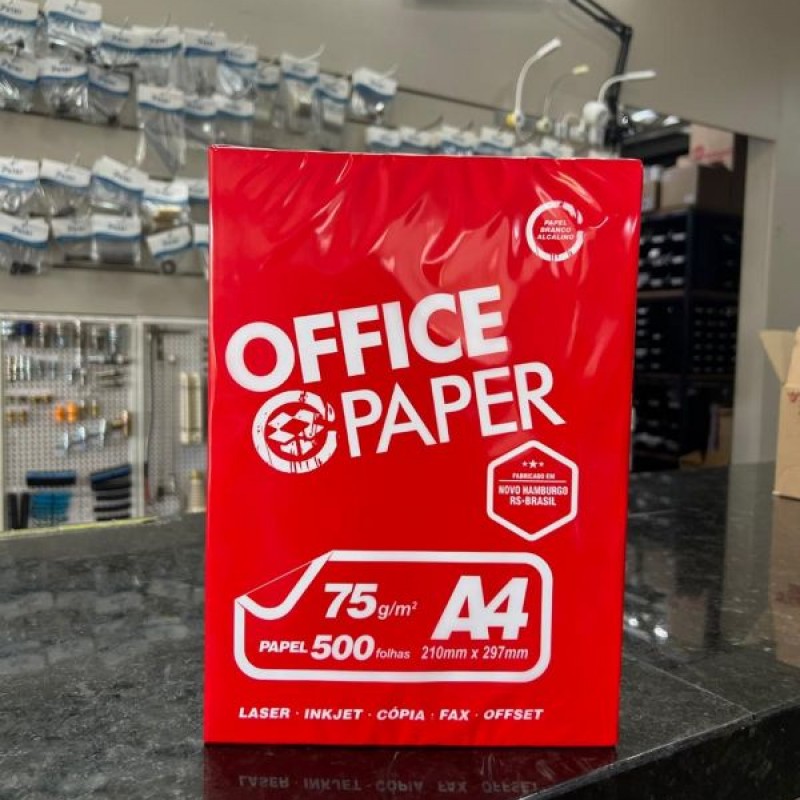 PAPEL
BRANCO
ALCALINO
OFFICE
PAPER
FABRICADO EM
NOVO HAMBURGO
RS-BRASIL
75g/m²
A4
PAPEL 500 folhas
210mm x 297mm
LASER · INKJET · CÓPIA · FAX · OFFSET